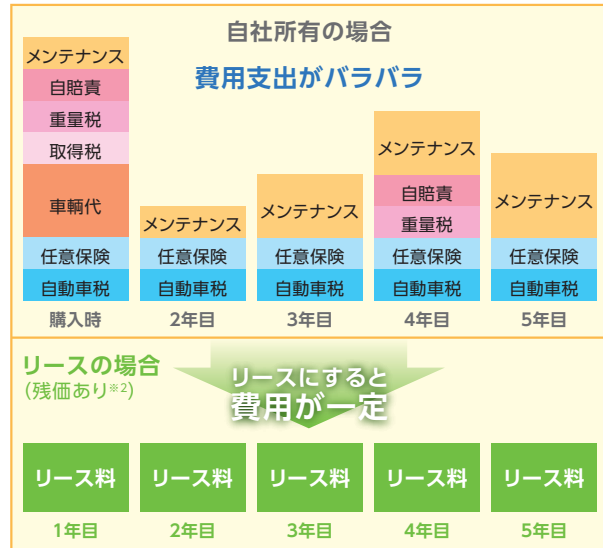 自社所有の場合
費用支出がバラバラ
メンテナンス
自賠責
重量税
取得税
車輌代
任意保険
自動車税
購入時
メンテナンス
任意保険
自動車税
2年目
メンテナンス
任意保険
自動車税
3年目
メンテナンス
自賠責
重量税
任意保険
自動車税
4年目
メンテナンス
任意保険
自動車税
5年目
リースの場合
(残価あり※2)
リースにすると
費用が一定
リース料 リース料 リース料 リース料 リース料
1年目 2年目 3年目 4年目 5年目